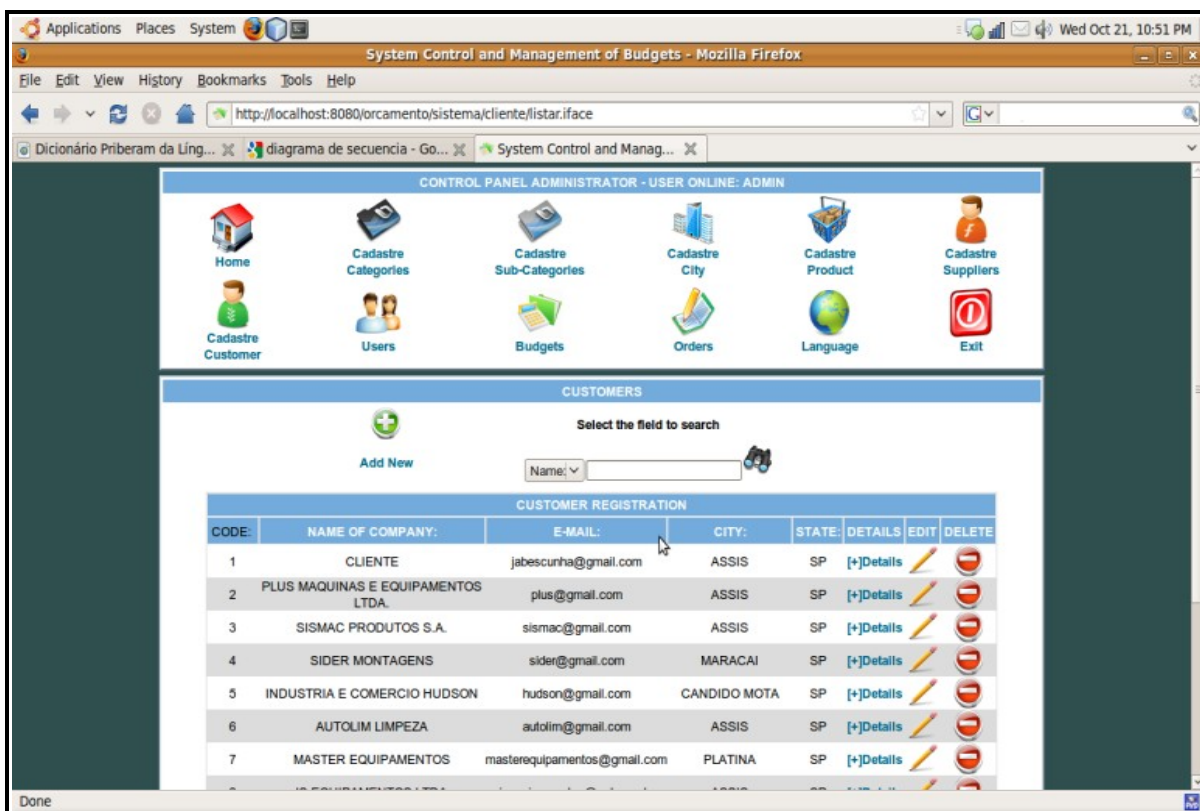 Applications Places System Wed Oct 21, 10:51 PM
System Control and Management of Budgets - Mozilla Firefox
File Edit View History Bookmarks Tools Help
http://localhost:8080/orcamento/sistema/cliente/listar.iface
Dicionário Priberam da Líng... diagrama de secuencia - Go... System Control and Manag...
CONTROL PANEL ADMINISTRATOR - USER ONLINE: ADMIN
Home
Cadastre
Categories
Cadastre
Sub-Categories
Cadastre
City
Cadastre
Product
Cadastre
Suppliers
Cadastre
Customer
Users
Budgets
Orders
Language
Exit
CUSTOMERS
Add New
Select the field to search
Name:
CUSTOMER REGISTRATION
CODE: NAME OF COMPANY: E-MAIL: CITY: STATE: DETAILS EDIT DELETE
1 CLIENTE jabescunha@gmail.com ASSIS SP [+]Details
2 PLUS MAQUINAS E EQUIPAMENTOS LTDA. plus@gmail.com ASSIS SP [+]Details
3 SISMAC PRODUTOS S.A. sismac@gmail.com ASSIS SP [+]Details
4 SIDER MONTAGENS sider@gmail.com MARACAI SP [+]Details
5 INDUSTRIA E COMERCIO HUDSON hudson@gmail.com CANDIDO MOTA SP [+]Details
6 AUTOLIM LIMPEZA autolim@gmail.com ASSIS SP [+]Details
7 MASTER EQUIPAMENTOS masterequipamentos@gmail.com PLATINA SP [+]Details
Done